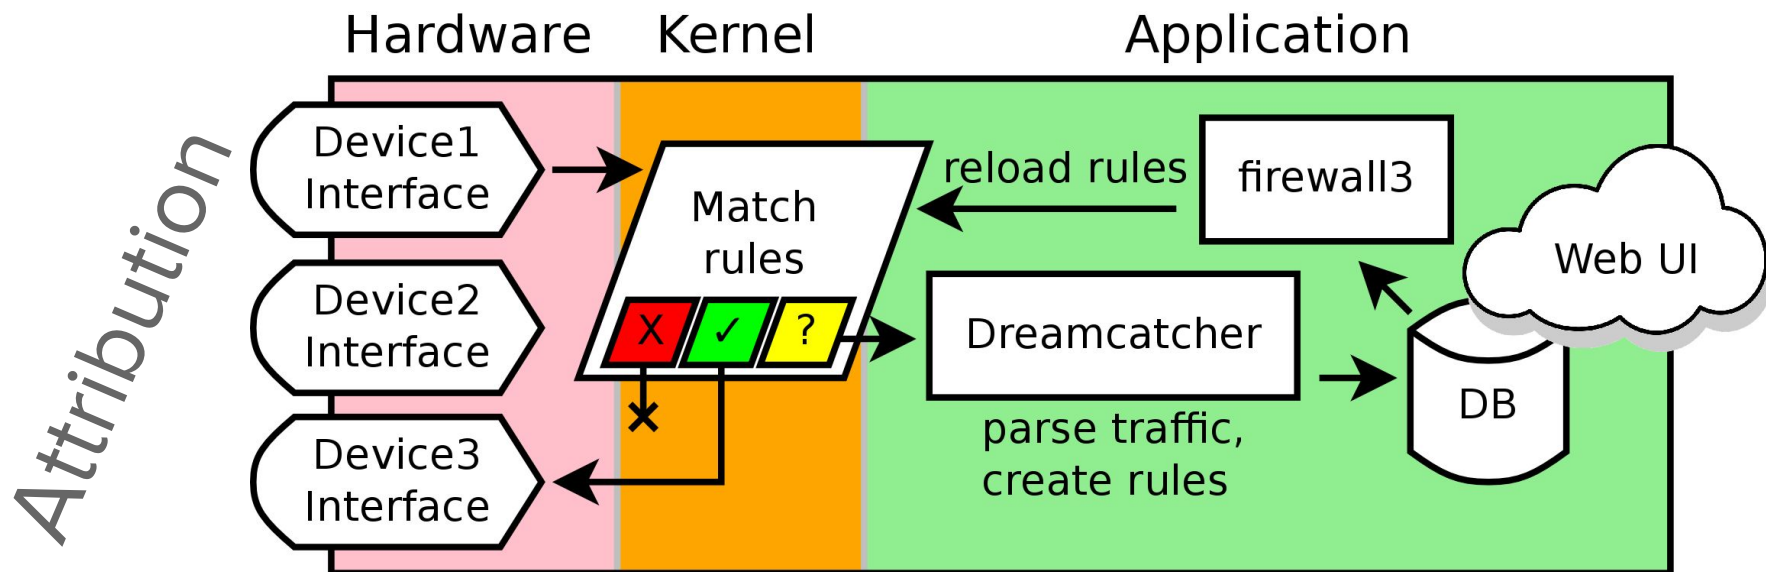 Hardware
Kernel
Application
Attribution
Device1
Interface
Device2
Interface
Device3
Interface
Match
rules
X
✓
?
reload rules
firewall3
Dreamcatcher
parse traffic,
create rules
DB
Web UI